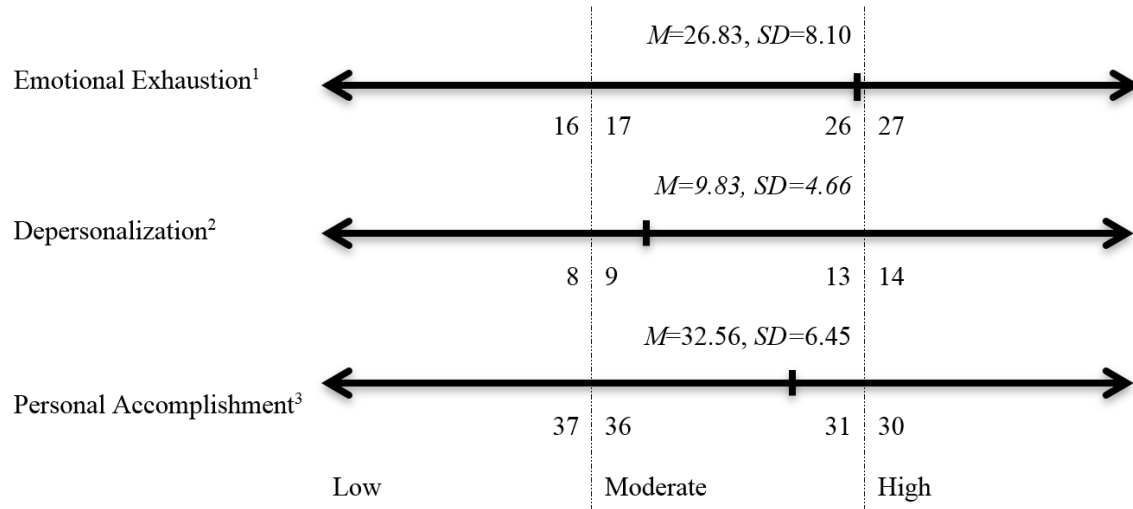 M=26.83, SD=8.10
Emotional Exhaustion¹
16 17 26 27
M=9.83, SD=4.66
Depersonalization²
8 9 13 14
M=32.56, SD=6.45
Personal Accomplishment³
37 36 31 30
Low Moderate High